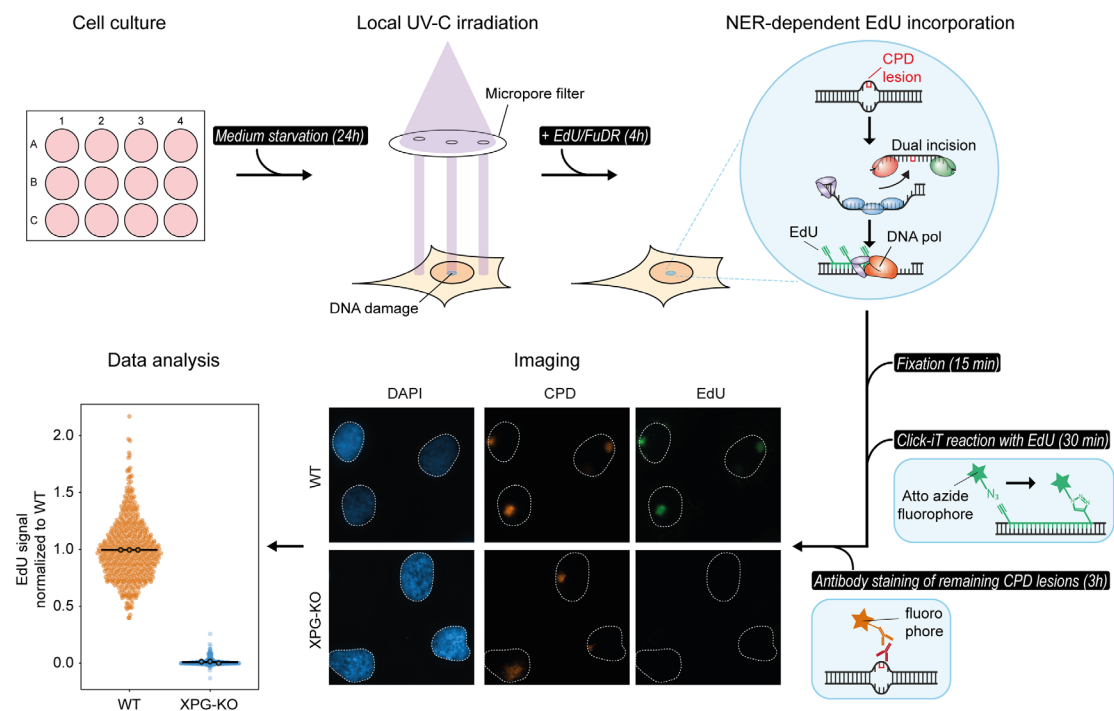 Cell culture
Local UV-C irradiation
NER-dependent EdU incorporation
1 2 3 4
A
B
C
Medium starvation (24h)
Micropore filter
+ EdU/FuDR (4h)
DNA damage
CPD
lesion
Dual incision
EdU
DNA pol
Fixation (15 min)
Click-iT reaction with EdU (30 min)
Atto azide
fluorophore
N₃
N
N
N
Antibody staining of remaining CPD lesions (3h)
fluoro
phore
Imaging
DAPI
CPD
EdU
WT
XPG-KO
Data analysis
EdU signal
normalized to WT
2.0
1.5
1.0
0.5
0.0
WT
XPG-KO